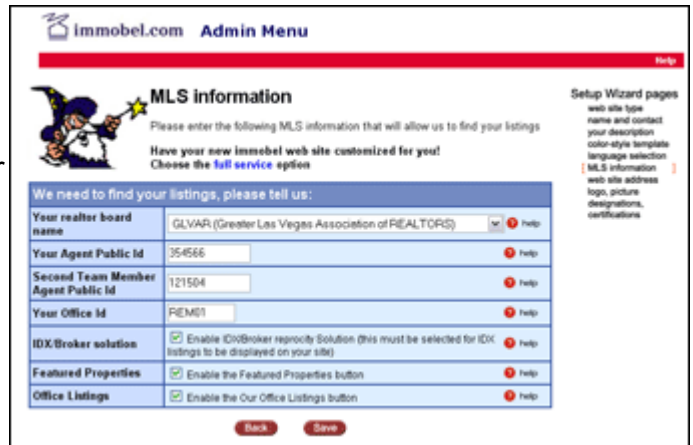 immobel.com Admin Menu
Help
MLS information
Please enter the following MLS information that will allow us to find your listings
Have your new immobel web site customized for you!
Choose the full service option
Setup Wizard pages
web site type
name and contact
your description
color-style template
language selection
[ MLS information ]
web site address
logo, picture
designations,
certifications
We need to find your listings, please tell us:
Your realtor board
name
GLVAR (Greater Las Vegas Association of REALTORS)
help
Your Agent Public Id
354566
help
Second Team Member
Agent Public Id
121504
help
Your Office Id
REM01
help
IDX/Broker solution
Enable IDX/Broker reprocity Solution (this must be selected for IDX
listings to be displayed on your site)
help
Featured Properties
Enable the Featured Properties button
help
Office Listings
Enable the Our Office Listings button
help
Back Save